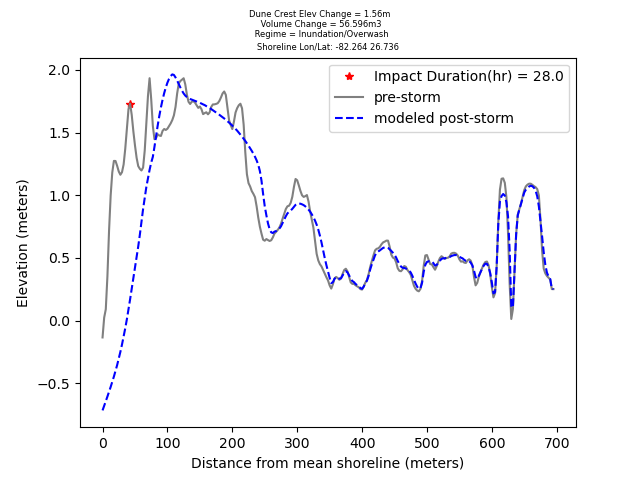 Dune Crest Elev Change = 1.56m
Volume Change = 56.596m3
Regime = Inundation/Overwash
Shoreline Lon/Lat: -82.264 26.736
Impact Duration(hr) = 28.0
pre-storm
modeled post-storm
Elevation (meters)
2.0
1.5
1.0
0.5
0.0
−0.5
0 100 200 300 400 500 600 700
Distance from mean shoreline (meters)